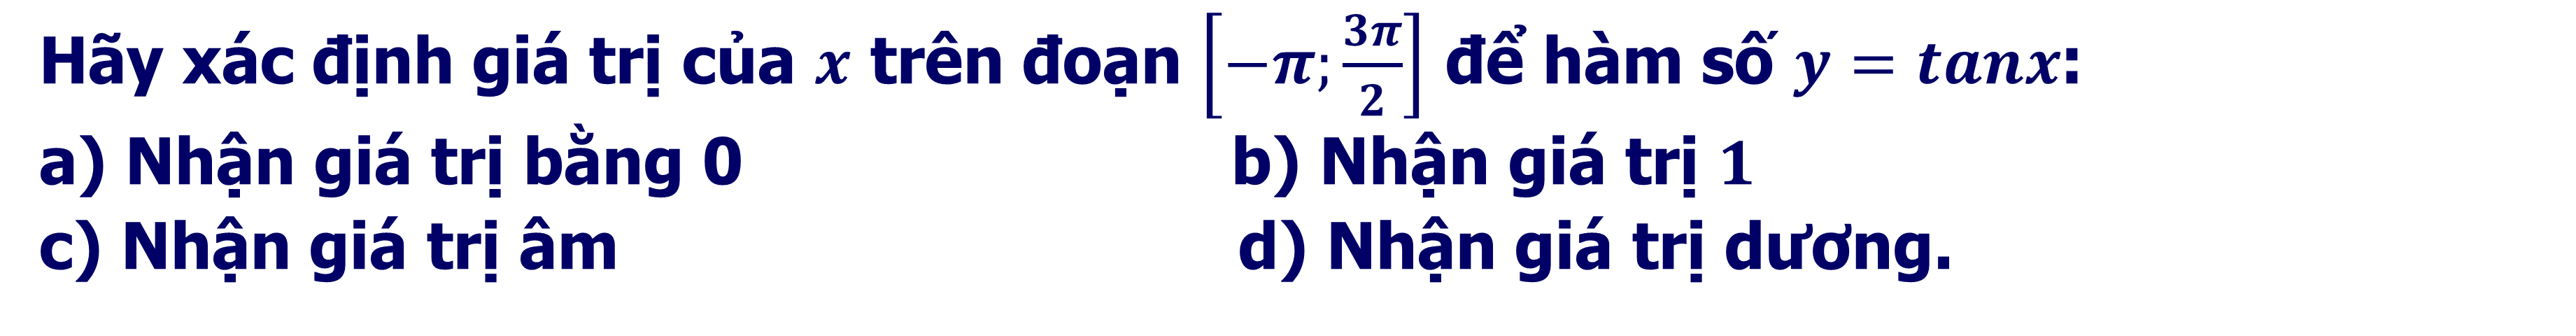 Hãy xác định giá trị của x trên đoạn [−π; 3π/2] để hàm số y = tanx:
a) Nhận giá trị bằng 0 b) Nhận giá trị 1
c) Nhận giá trị âm d) Nhận giá trị dương.